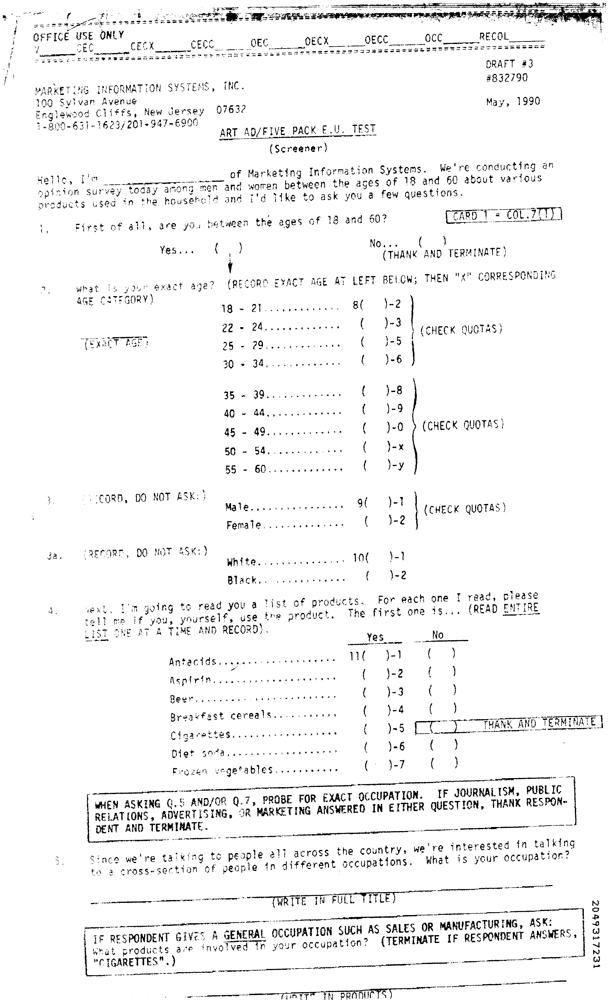 OFFICE USE ONLY
V____CEC____CECX____CECC____OEC____OECX____OECC____OCC____RECOL____
DRAFT #3
#832790
MARKETING INFORMATION SYSTEMS, INC.
100 Sylvan Avenue
May, 1990
Englewood Cliffs, New Jersey 07632
1-800-631-1623/201-947-6900
ART AD/FIVE PACK E.U. TEST
(Screener)
Hello, I'm ____________ of Marketing Information Systems. We're conducting an
opinion survey today among men and women between the ages of 18 and 60 about various
products used in the household and I'd like to ask you a few questions.
1. First of all, are you between the ages of 18 and 60? CARD 1 = COL.7(1)
Yes... ( ) No... ( )
(THANK AND TERMINATE)
2. What is your exact age? (RECORD EXACT AGE AT LEFT BELOW; THEN "X" CORRESPONDING
AGE CATEGORY)
18 - 21............. 8( )-2
22 - 24............. ( )-3 (CHECK QUOTAS)
(EXACT AGE) 25 - 29............. ( )-5
30 - 34............. ( )-6
35 - 39............. ( )-8
40 - 44............. ( )-9
45 - 49............. ( )-0 (CHECK QUOTAS)
50 - 54............. ( )-x
55 - 60............. ( )-y
3. (RECORD, DO NOT ASK:)
Male............... 9( )-1 (CHECK QUOTAS)
Female............. ( )-2
3a. (RECORD, DO NOT ASK:)
White.............. 10( )-1
Black.............. ( )-2
4. Next, I'm going to read you a list of products. For each one I read, please
tell me if you, yourself, use the product. The first one is... (READ ENTIRE
LIST ONE AT A TIME AND RECORD).
Yes No
Antacids................... 11( )-1 ( )
Aspirin.................... ( )-2 ( )
Beer....................... ( )-3 ( )
Breakfast cereals.......... ( )-4 ( )
Cigarettes................. ( )-5 ( ) THANK AND TERMINATE
Diet soda.................. ( )-6 ( )
Frozen vegetables.......... ( )-7 ( )
WHEN ASKING Q.5 AND/OR Q.7, PROBE FOR EXACT OCCUPATION. IF JOURNALISM, PUBLIC
RELATIONS, ADVERTISING, OR MARKETING ANSWERED IN EITHER QUESTION, THANK RESPON-
DENT AND TERMINATE.
5. Since we're talking to people all across the country, we're interested in talking
to a cross-section of people in different occupations. What is your occupation?
(WRITE IN FULL TITLE)
IF RESPONDENT GIVES A GENERAL OCCUPATION SUCH AS SALES OR MANUFACTURING, ASK:
What products are involved in your occupation? (TERMINATE IF RESPONDENT ANSWERS,
"CIGARETTES".)
(WRITE IN PRODUCTS)
2049317231